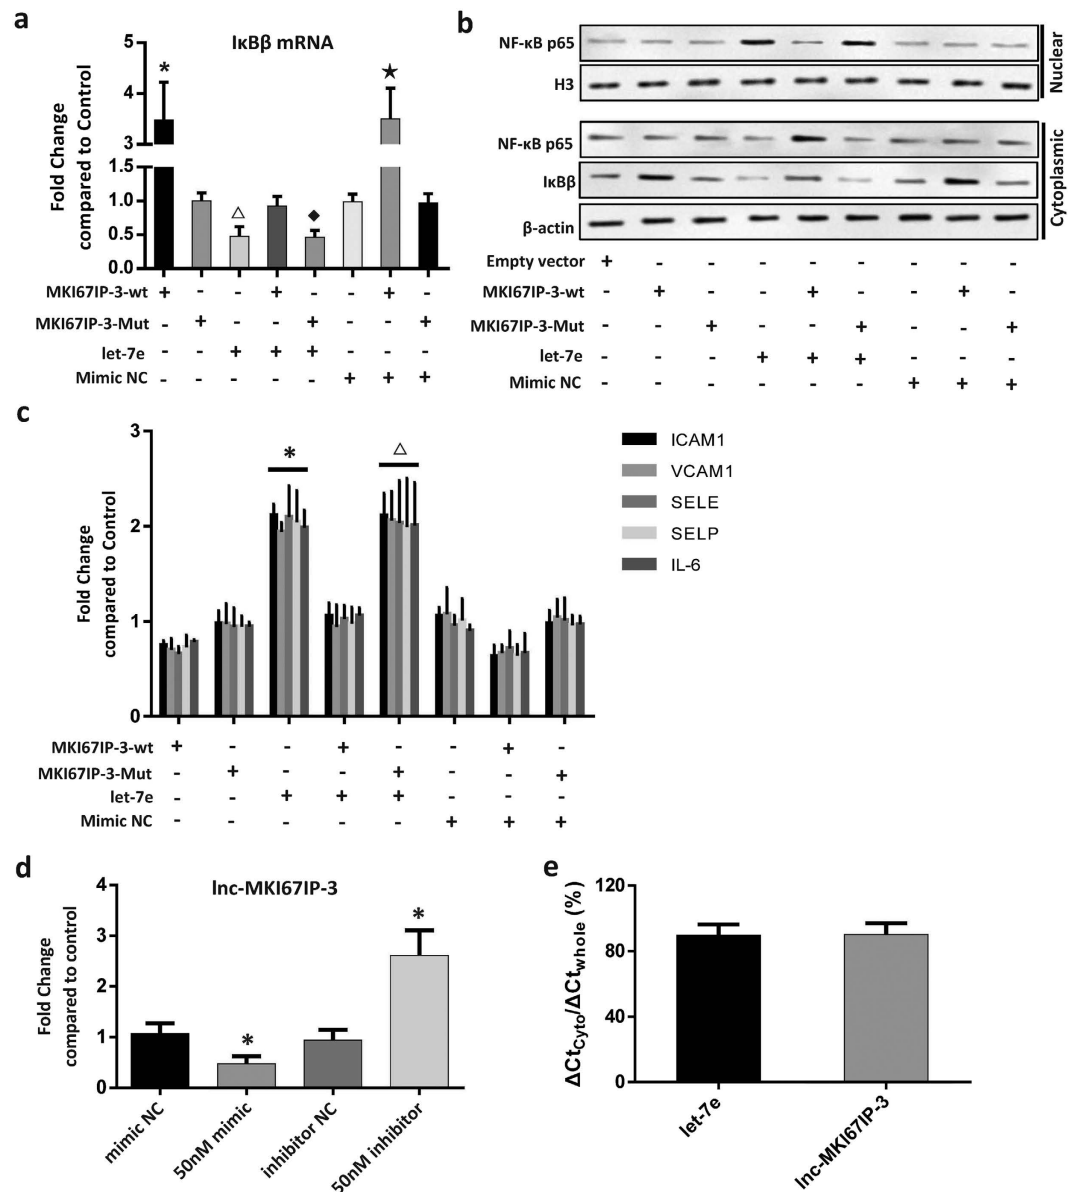 a
IκBβ mRNA
Fold Change
compared to Control
5
4
3
1.5
1.0
0.5
0.0
*
△
◆
★
MKI67IP-3-wt + - - + - - + -
MKI67IP-3-Mut - + - - + - - +
let-7e - - + + + - - -
Mimic NC - - - - - + + +
b
NF-κB p65
H3
Nuclear
NF-κB p65
IκBβ
β-actin
Cytoplasmic
Empty vector + - - - - - - - -
MKI67IP-3-wt - + - - + - - + -
MKI67IP-3-Mut - - + - - + - - +
let-7e - - - + + + - - -
Mimic NC - - - - - - + + +
c
Fold Change
compared to Control
3
2
1
0
*
△
ICAM1
VCAM1
SELE
SELP
IL-6
MKI67IP-3-wt + - - + - - + -
MKI67IP-3-Mut - + - - + - - +
let-7e - - + + + - - -
Mimic NC - - - - - + + +
d
lnc-MKI67IP-3
Fold Change
compared to control
4
3
2
1
0
*
*
mimic NC
50nM mimic
inhibitor NC
50nM inhibitor
e
ΔCtCyto/ΔCtwhole (%)
120
80
40
0
let-7e
lnc-MKI67IP-3